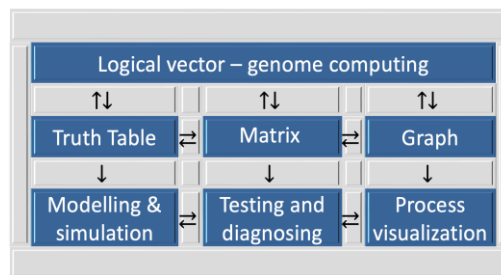 Logical vector – genome computing
↑↓ ↑↓ ↑↓
Truth Table ⇄ Matrix ⇄ Graph
↓ ↓ ↓
Modelling & simulation ⇄ Testing and diagnosing ⇄ Process visualization